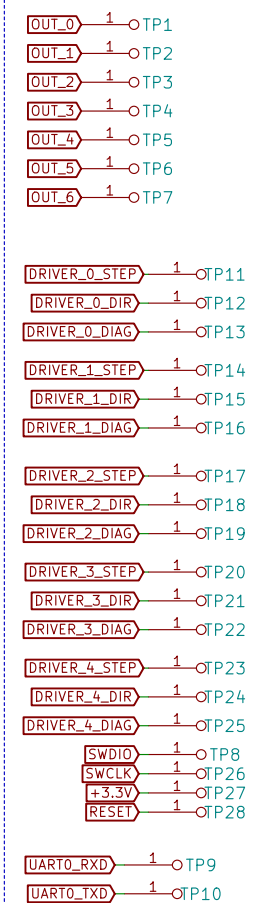 OUT_0 1 TP1
OUT_1 1 TP2
OUT_2 1 TP3
OUT_3 1 TP4
OUT_4 1 TP5
OUT_5 1 TP6
OUT_6 1 TP7
DRIVER_0_STEP 1 TP11
DRIVER_0_DIR 1 TP12
DRIVER_0_DIAG 1 TP13
DRIVER_1_STEP 1 TP14
DRIVER_1_DIR 1 TP15
DRIVER_1_DIAG 1 TP16
DRIVER_2_STEP 1 TP17
DRIVER_2_DIR 1 TP18
DRIVER_2_DIAG 1 TP19
DRIVER_3_STEP 1 TP20
DRIVER_3_DIR 1 TP21
DRIVER_3_DIAG 1 TP22
DRIVER_4_STEP 1 TP23
DRIVER_4_DIR 1 TP24
DRIVER_4_DIAG 1 TP25
SWDIO 1 TP8
SWCLK 1 TP26
+3.3V 1 TP27
RESET 1 TP28
UART0_RXD 1 TP9
UART0_TXD 1 TP10